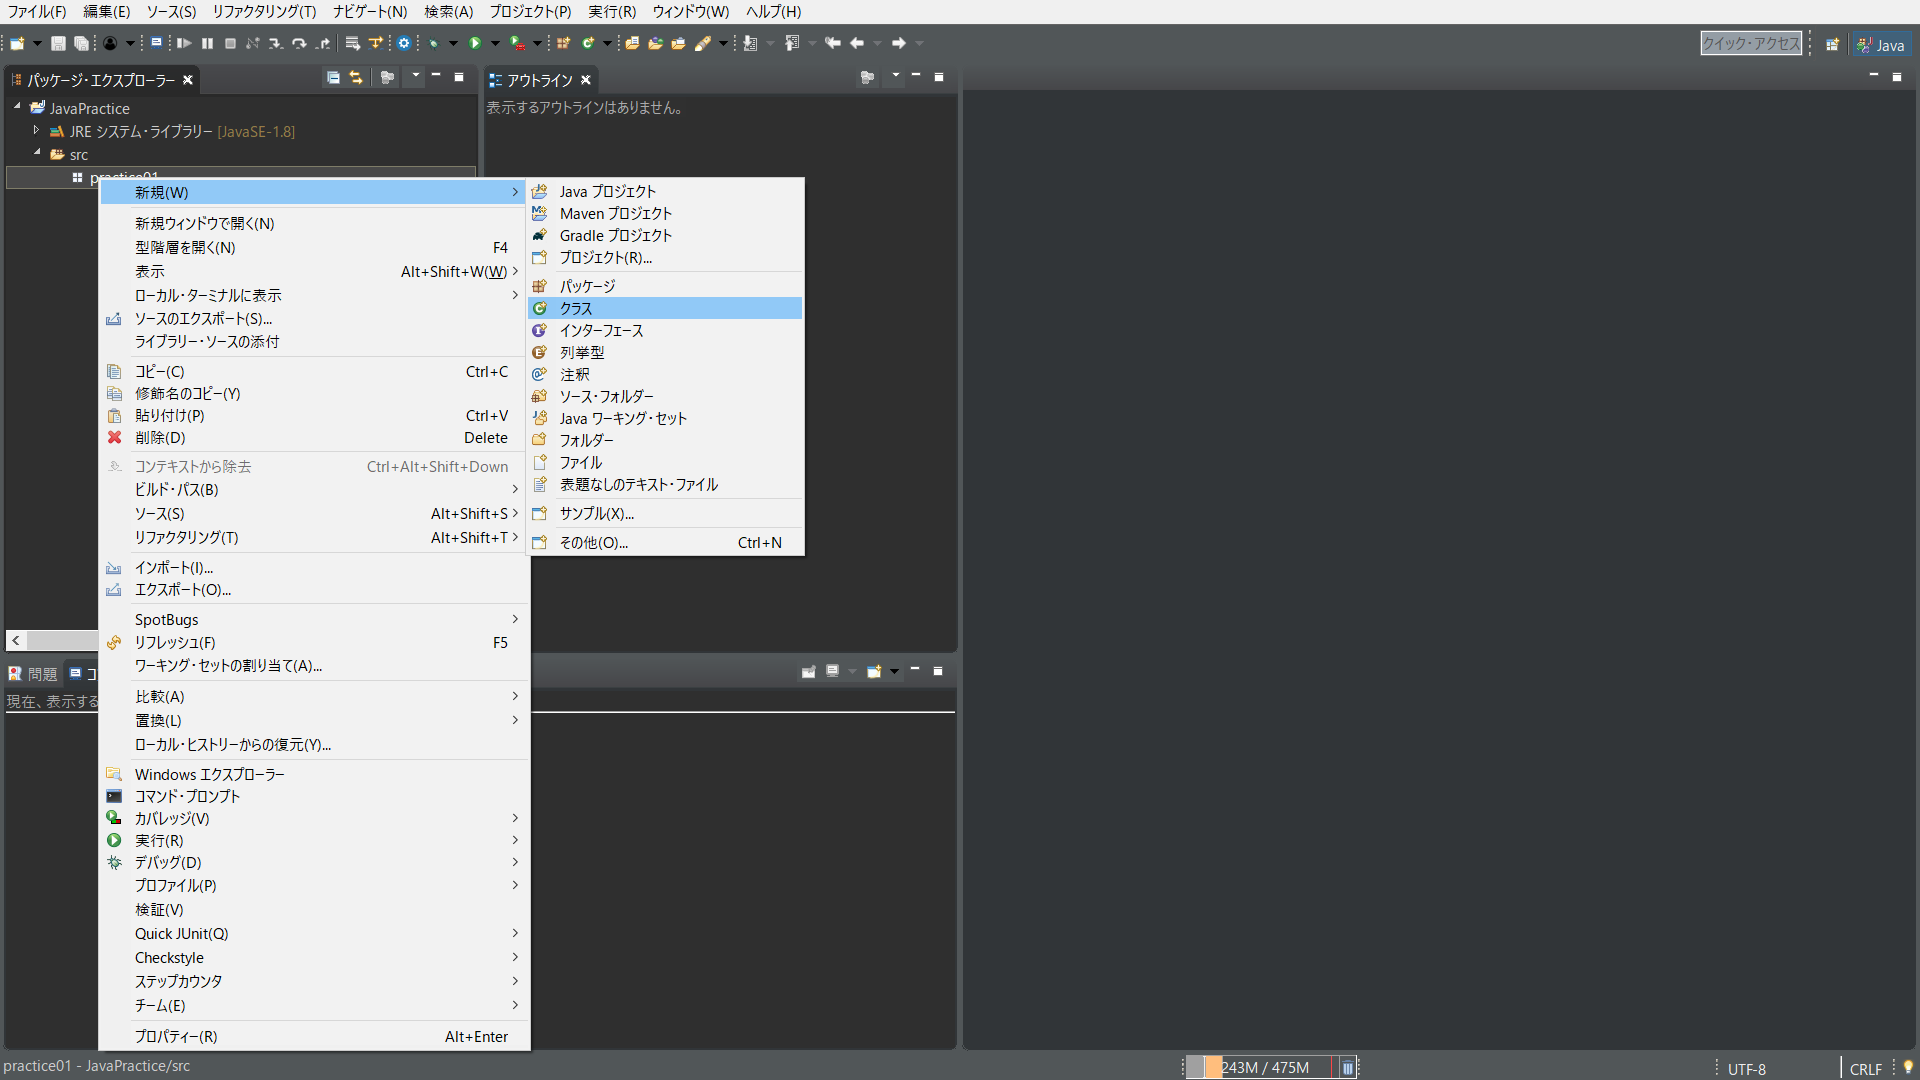 ファイル(F) 編集(E) ソース(S) リファクタリング(T) ナビゲート(N) 検索(A) プロジェクト(P) 実行(R) ウィンドウ(W) ヘルプ(H)
クイック・アクセス
Java
パッケージ・エクスプローラー
JavaPractice
JRE システム・ライブラリー [JavaSE-1.8]
src
practice01
アウトライン
表示するアウトラインはありません。
新規(W)
新規ウィンドウで開く(N)
型階層を開く(N) F4
表示 Alt+Shift+W(W)
ローカル・ターミナルに表示
ソースのエクスポート(S)...
ライブラリー・ソースの添付
コピー(C) Ctrl+C
修飾名のコピー(Y)
貼り付け(P) Ctrl+V
削除(D) Delete
コンテキストから除去 Ctrl+Alt+Shift+Down
ビルド・パス(B)
ソース(S) Alt+Shift+S
リファクタリング(T) Alt+Shift+T
インポート(I)...
エクスポート(O)...
SpotBugs
リフレッシュ(F) F5
ワーキング・セットの割り当て(A)...
比較(A)
置換(L)
ローカル・ヒストリーからの復元(Y)...
Windows エクスプローラー
コマンド・プロンプト
カバレッジ(V)
実行(R)
デバッグ(D)
プロファイル(P)
検証(V)
Quick JUnit(Q)
Checkstyle
ステップカウンタ
チーム(E)
プロパティー(R) Alt+Enter
Java プロジェクト
Maven プロジェクト
Gradle プロジェクト
プロジェクト(R)...
パッケージ
クラス
インターフェース
列挙型
注釈
ソース・フォルダー
Java ワーキング・セット
フォルダー
ファイル
表題なしのテキスト・ファイル
サンプル(X)...
その他(O)... Ctrl+N
問題 コ
現在、表示する
practice01 - JavaPractice/src
243M / 475M
UTF-8
CRLF